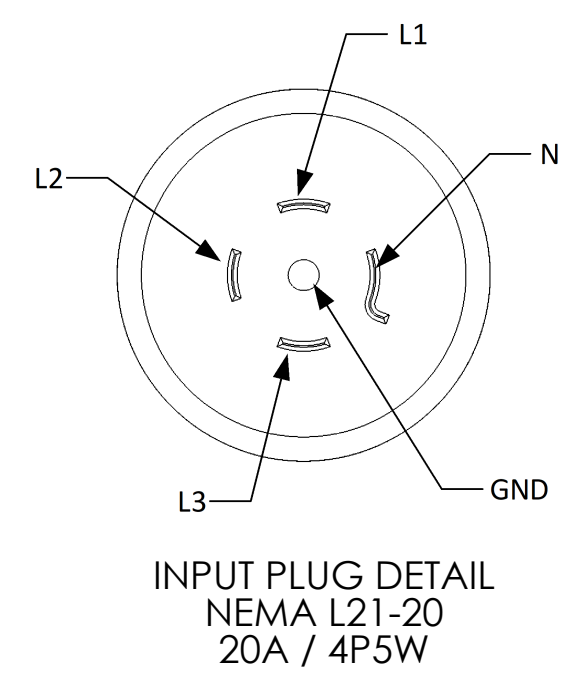 L1
N
L2
L3
GND
INPUT PLUG DETAIL
NEMA L21-20
20A / 4P5W